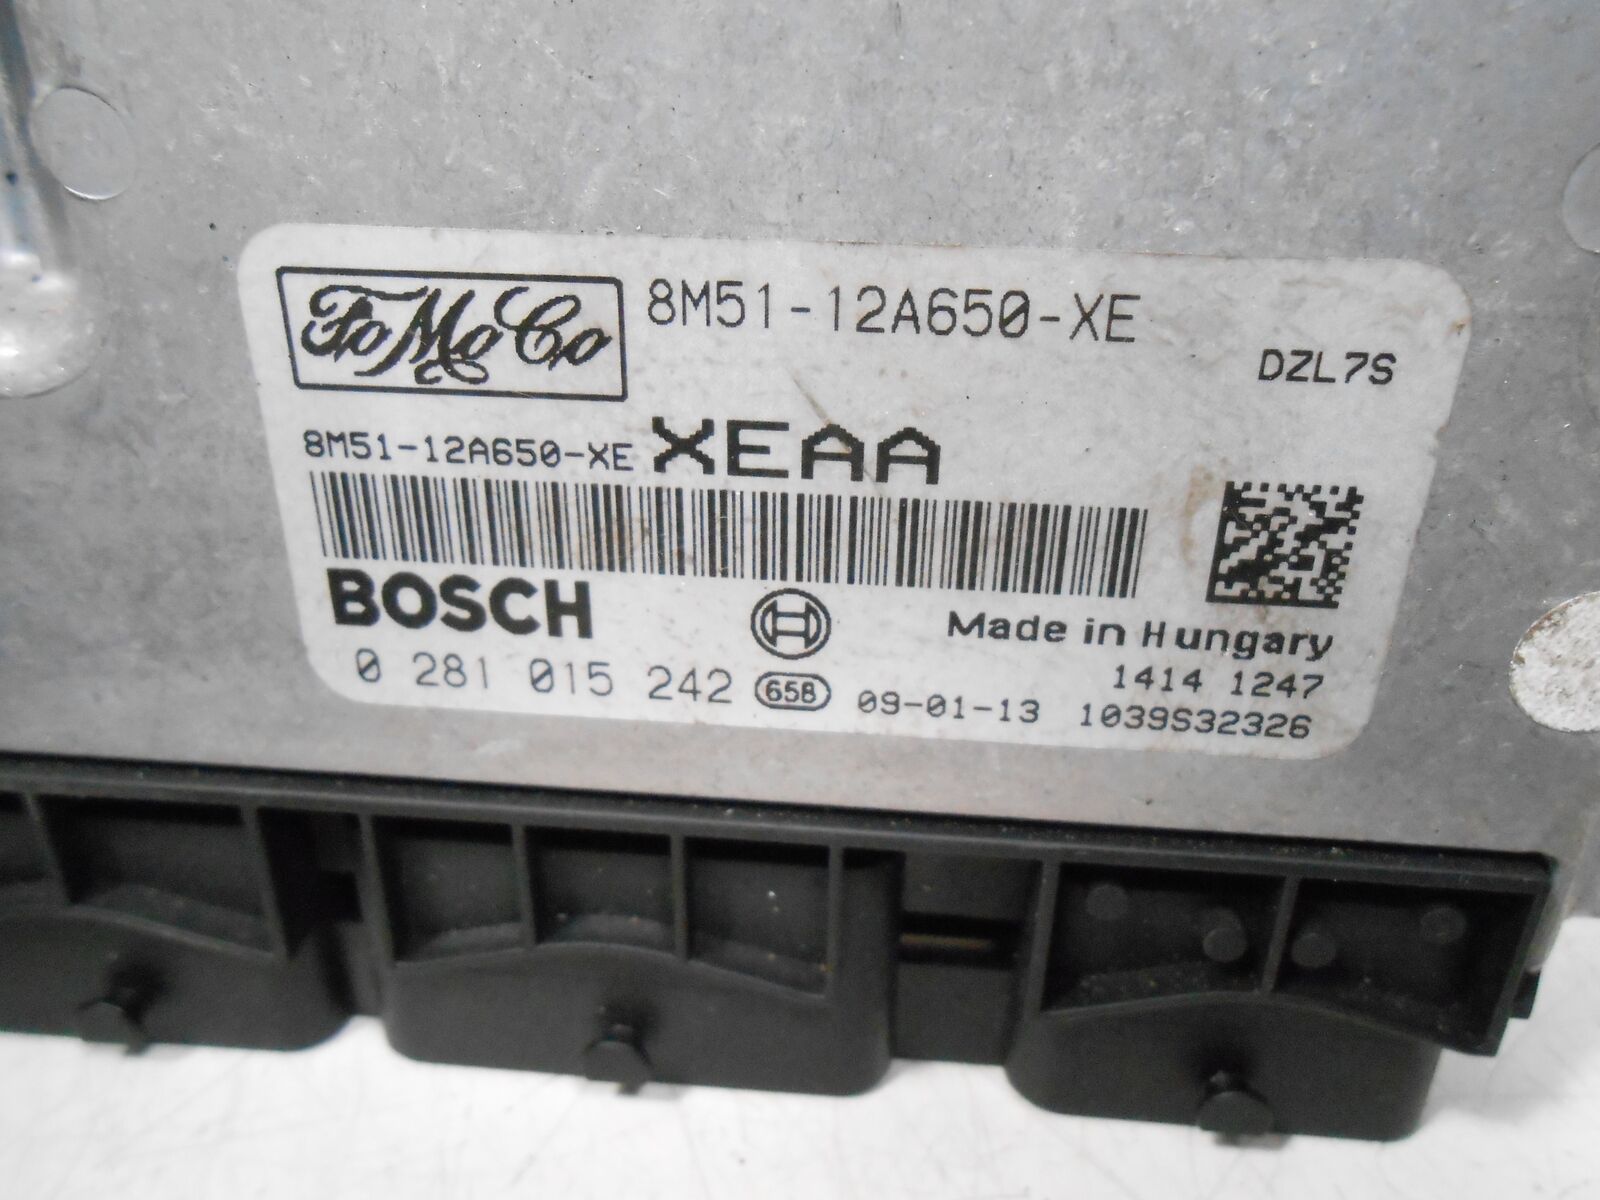 FoMoCo
8M51-12A650-XE
DZL7S
8M51-12A650-XE XEAA
BOSCH
Made in Hungary
1414 1247
0 281 015 242 658 09-01-13 1039S32326